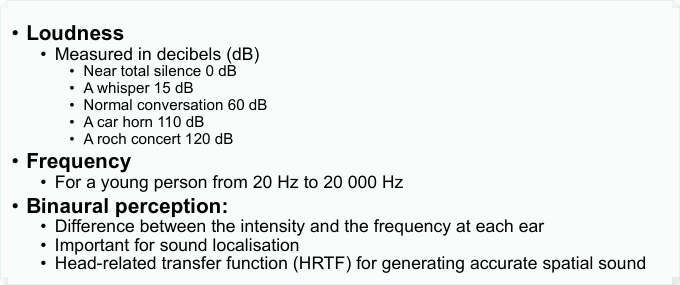 • Loudness
• Measured in decibels (dB)
• Near total silence 0 dB
• A whisper 15 dB
• Normal conversation 60 dB
• A car horn 110 dB
• A roch concert 120 dB
• Frequency
• For a young person from 20 Hz to 20 000 Hz
• Binaural perception:
• Difference between the intensity and the frequency at each ear
• Important for sound localisation
• Head-related transfer function (HRTF) for generating accurate spatial sound